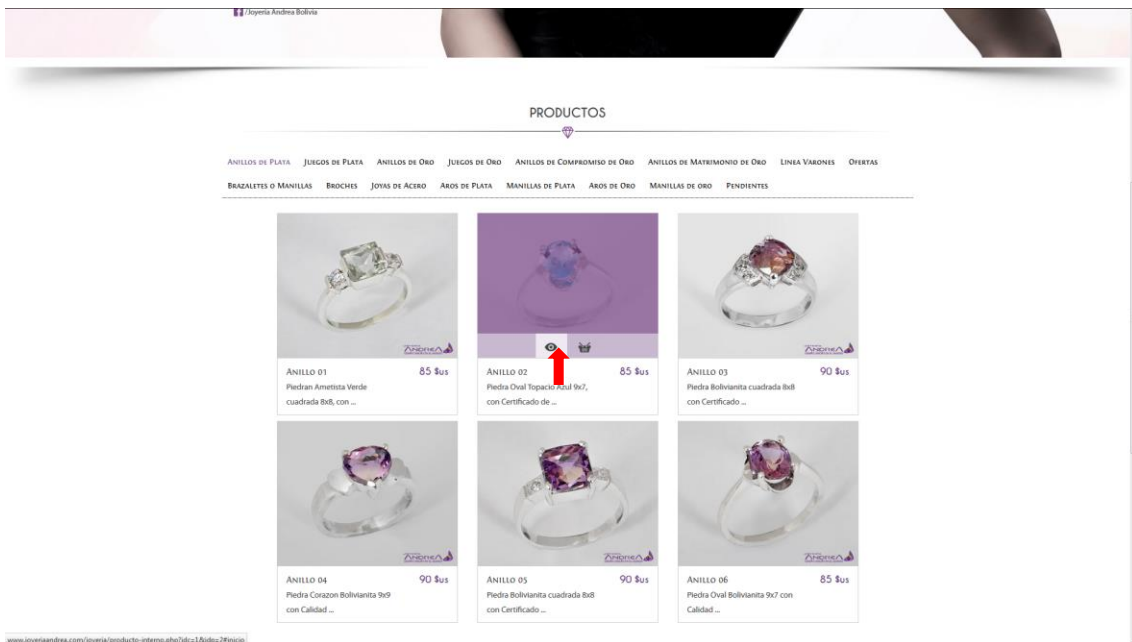 /Joyería Andrea Bolivia
PRODUCTOS
Anillos de Plata Juegos de Plata Anillos de Oro Juegos de Oro Anillos de Compromiso de Oro Anillos de Matrimonio de Oro Linea Varones Ofertas
Brazaletes o Manillas Broches Joyas de Acero Aros de Plata Manillas de Plata Aros de Oro Manillas de oro Pendientes
ANDREA
ANDREA
Anillo 01 85 $us
Piedran Ametista Verde
cuadrada 8x8, con ...
Anillo 02 85 $us
Piedra Oval Topacio Azul 9x7,
con Certificado de ...
Anillo 03 90 $us
Piedra Bolivianita cuadrada 8x8
con Certificado ...
ANDREA
ANDREA
ANDREA
Anillo 04 90 $us
Piedra Corazon Bolivianita 9x9
con Calidad ...
Anillo 05 90 $us
Piedra Bolivianita cuadrada 8x8
con Certificado ...
Anillo 06 85 $us
Piedra Oval Bolivianita 9x7 con
Calidad ...
www.joyeriaandrea.com/joyeria/producto-interno.php?idc=1&idp=2#inicio